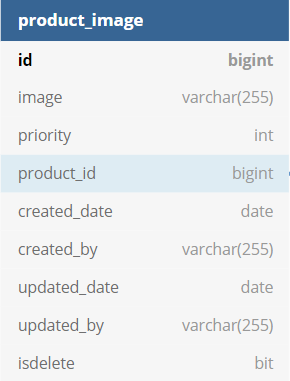 product_image
id bigint
image varchar(255)
priority int
product_id bigint
created_date date
created_by varchar(255)
updated_date date
updated_by varchar(255)
isdelete bit